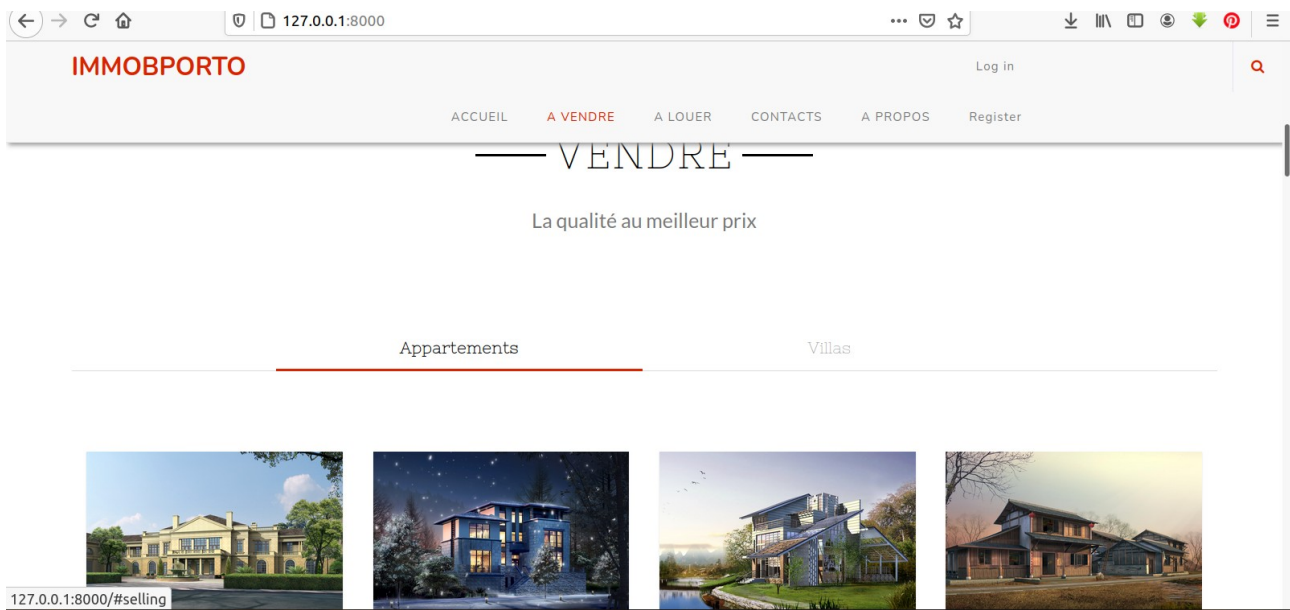 127.0.0.1:8000
IMMOBPORTO
Log in
ACCUEIL A VENDRE A LOUER CONTACTS A PROPOS Register
VENDRE
La qualité au meilleur prix
Appartements Villas
127.0.0.1:8000/#selling